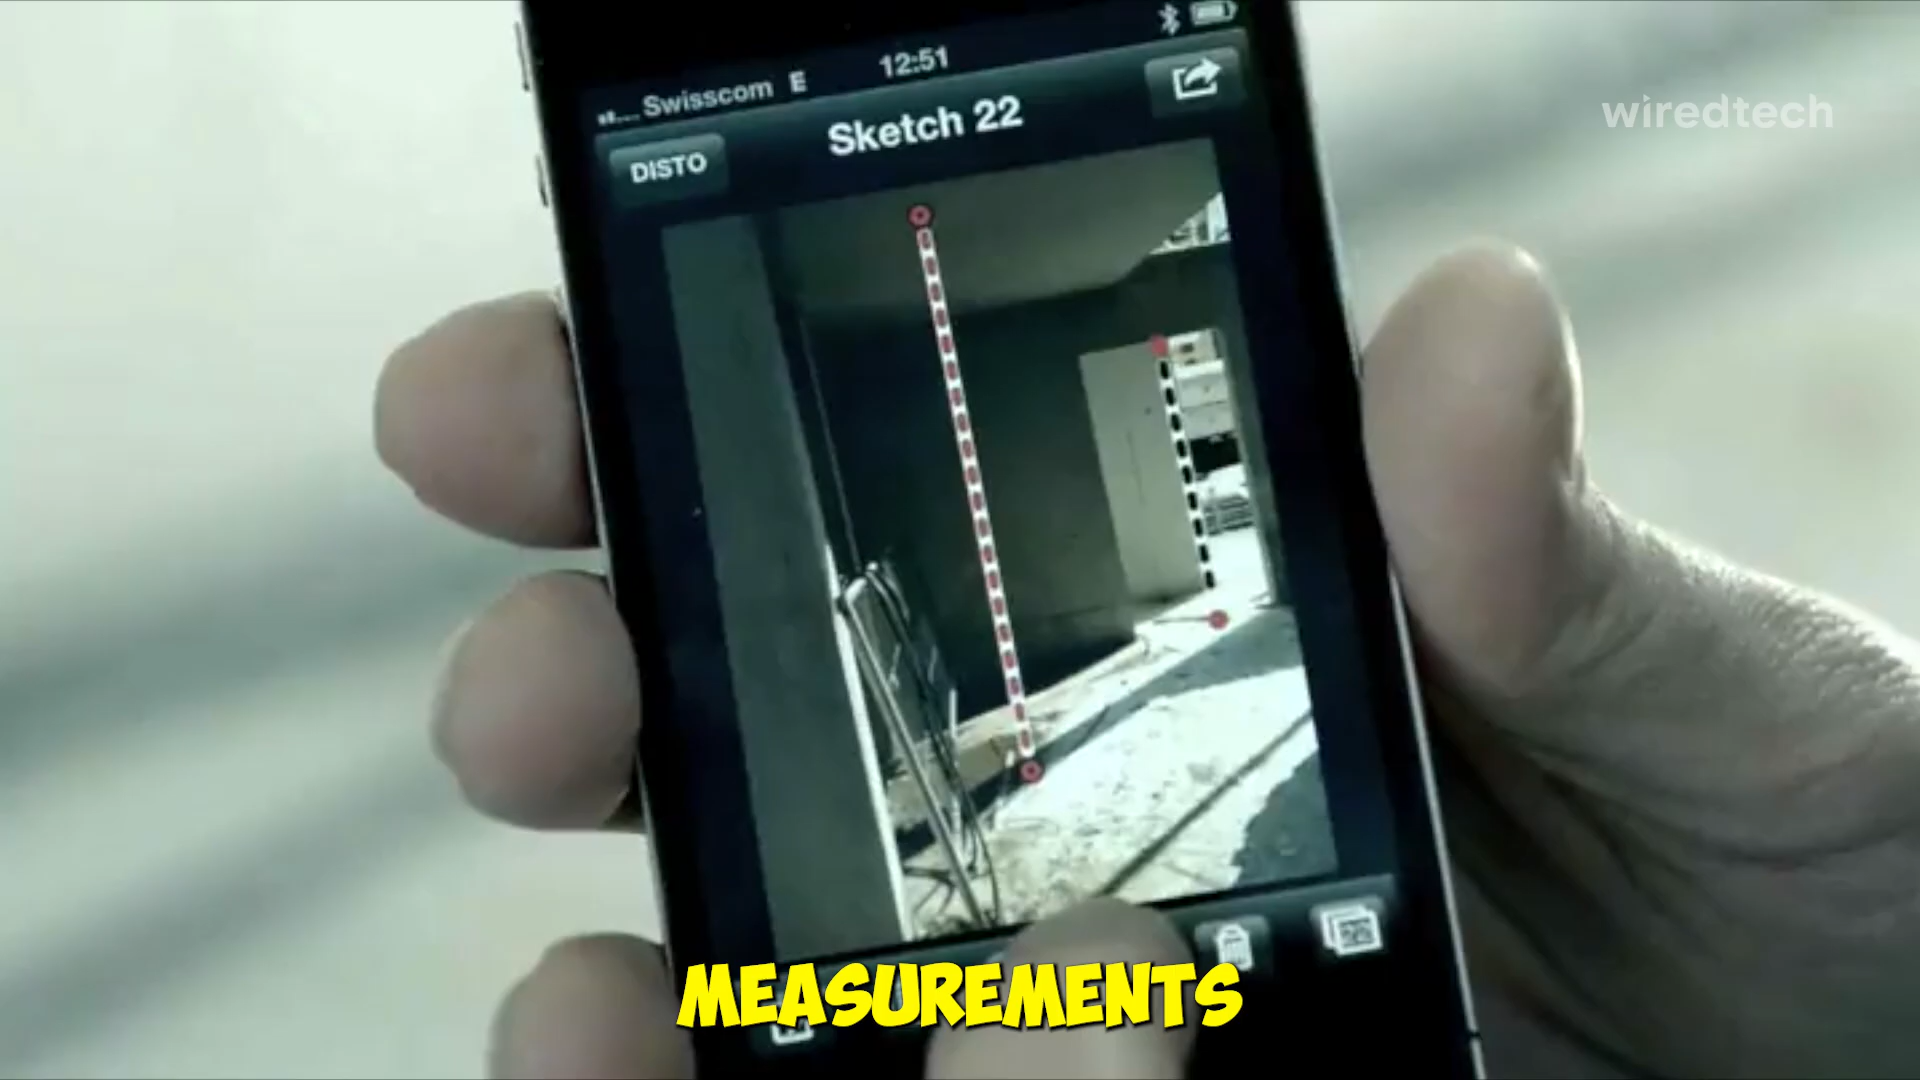 Swisscom E 12:51
DISTO
Sketch 22
wiredtech
MEASUREMENTS